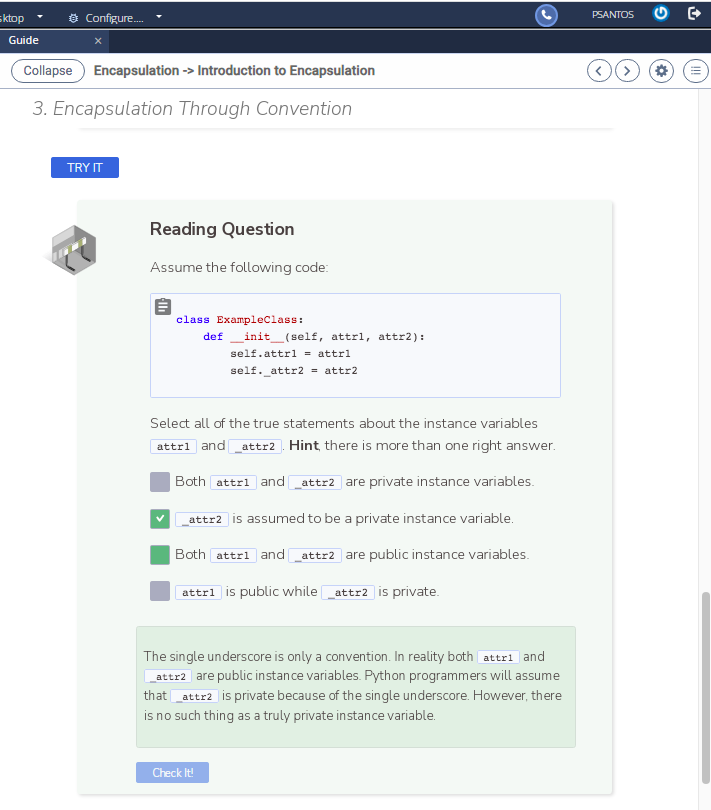 sktop
Configure....
PSANTOS
Guide
×
Collapse
Encapsulation -> Introduction to Encapsulation
3. Encapsulation Through Convention
TRY IT
Reading Question
Assume the following code:
class ExampleClass:
def __init__(self, attr1, attr2):
self.attr1 = attr1
self._attr2 = attr2
Select all of the true statements about the instance variables
attr1 and _attr2. Hint, there is more than one right answer.
Both attr1 and _attr2 are private instance variables.
_attr2 is assumed to be a private instance variable.
Both attr1 and _attr2 are public instance variables.
attr1 is public while _attr2 is private.
The single underscore is only a convention. In reality both attr1 and
_attr2 are public instance variables. Python programmers will assume
that _attr2 is private because of the single underscore. However, there
is no such thing as a truly private instance variable.
Check It!